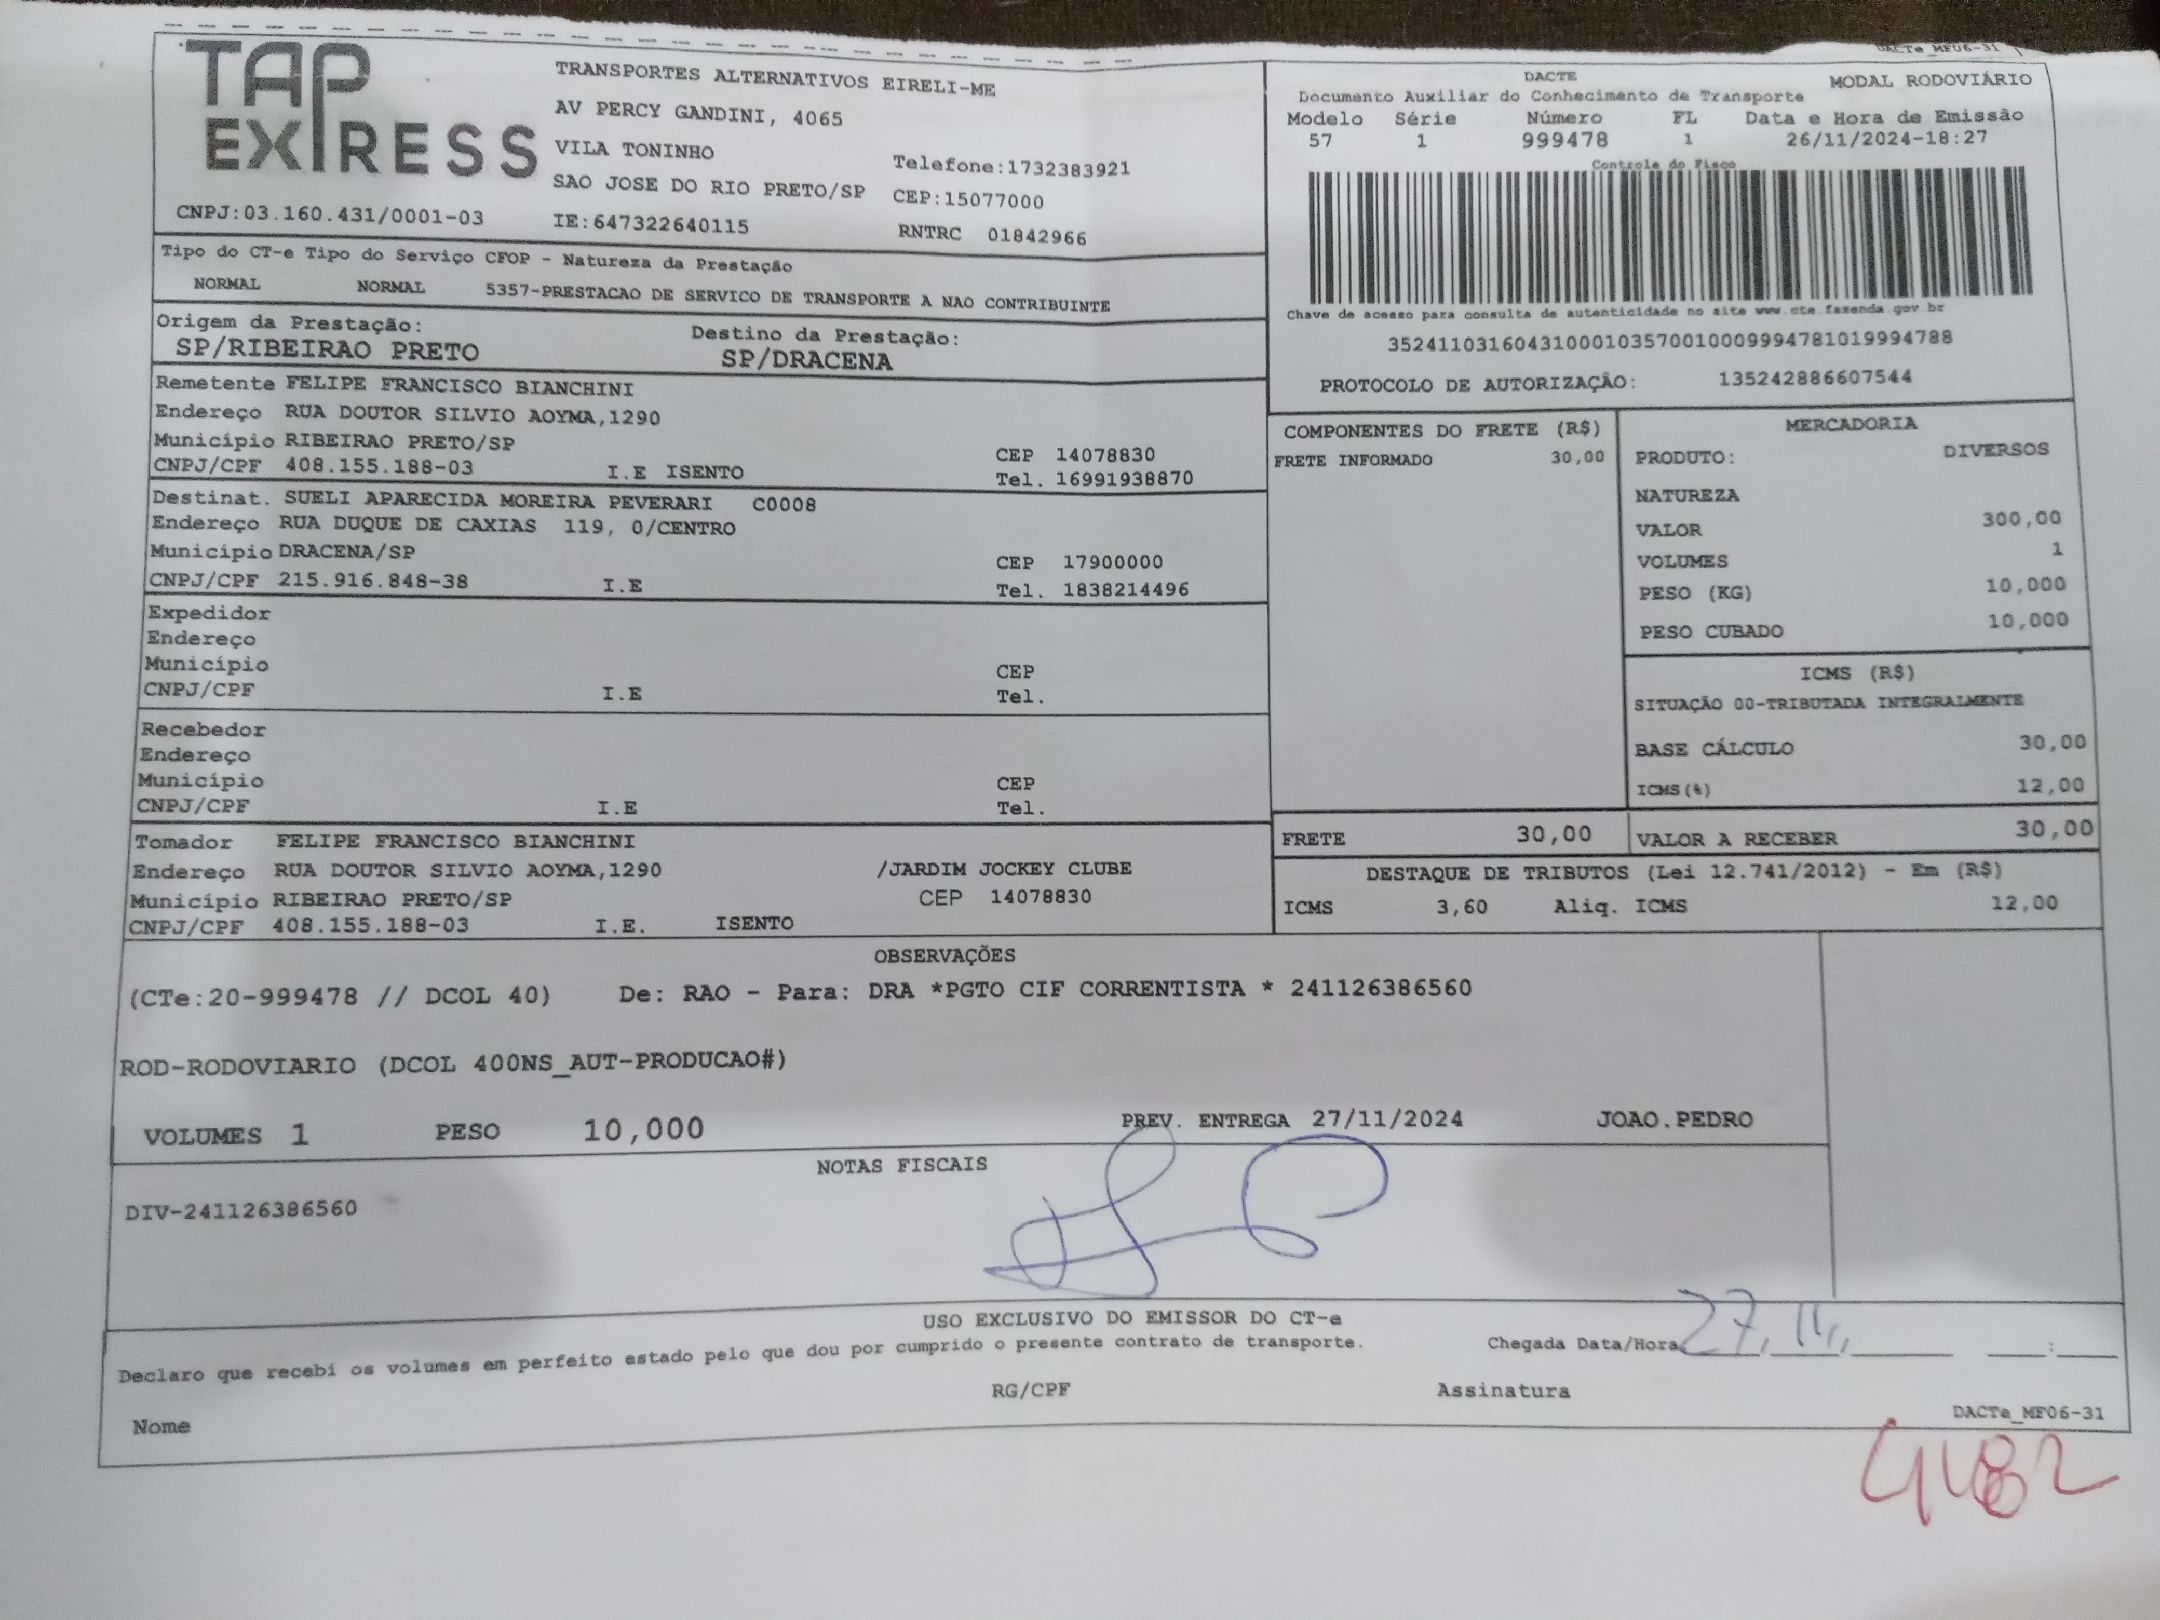 DACTe_MF06-31
TAP
EXPRESS
TRANSPORTES ALTERNATIVOS EIRELI-ME
AV PERCY GANDINI, 4065
VILA TONINHO
Telefone:1732383921
SAO JOSE DO RIO PRETO/SP CEP:15077000
CNPJ:03.160.431/0001-03 IE:647322640115 RNTRC 01842966
DACTE MODAL RODOVIÁRIO
Documento Auxiliar do Conhecimento de Transporte
Modelo Série Número FL Data e Hora de Emissão
57 1 999478 1 26/11/2024-18:27
Controle do Fisco
Chave de acesso para consulta de autenticidade no site www.cte.fazenda.gov.br
35241103160431000103570010009994781019994788
PROTOCOLO DE AUTORIZAÇÃO: 135242886607544
Tipo do CT-e Tipo do Serviço CFOP - Natureza da Prestação
NORMAL NORMAL 5357-PRESTACAO DE SERVICO DE TRANSPORTE A NAO CONTRIBUINTE
Origem da Prestação: Destino da Prestação:
SP/RIBEIRAO PRETO SP/DRACENA
Remetente FELIPE FRANCISCO BIANCHINI
Endereço RUA DOUTOR SILVIO AOYMA,1290
Município RIBEIRAO PRETO/SP CEP 14078830
CNPJ/CPF 408.155.188-03 I.E ISENTO Tel. 16991938870
Destinat. SUELI APARECIDA MOREIRA PEVERARI C0008
Endereço RUA DUQUE DE CAXIAS 119, 0/CENTRO
Município DRACENA/SP CEP 17900000
CNPJ/CPF 215.916.848-38 I.E Tel. 1838214496
Expedidor
Endereço
Município CEP
CNPJ/CPF I.E Tel.
Recebedor
Endereço
Município CEP
CNPJ/CPF I.E Tel.
Tomador FELIPE FRANCISCO BIANCHINI
Endereço RUA DOUTOR SILVIO AOYMA,1290 /JARDIM JOCKEY CLUBE
Município RIBEIRAO PRETO/SP CEP 14078830
CNPJ/CPF 408.155.188-03 I.E. ISENTO
COMPONENTES DO FRETE (R$)
FRETE INFORMADO 30,00
MERCADORIA
PRODUTO: DIVERSOS
NATUREZA
VALOR 300,00
VOLUMES 1
PESO (KG) 10,000
PESO CUBADO 10,000
ICMS (R$)
SITUAÇÃO 00-TRIBUTADA INTEGRALMENTE
BASE CÁLCULO 30,00
ICMS(%) 12,00
FRETE 30,00 VALOR A RECEBER 30,00
DESTAQUE DE TRIBUTOS (Lei 12.741/2012) - Em (R$)
ICMS 3,60 Aliq. ICMS 12,00
OBSERVAÇÕES
(CTe:20-999478 // DCOL 40) De: RAO - Para: DRA *PGTO CIF CORRENTISTA * 241126386560
ROD-RODOVIARIO (DCOL 400NS_AUT-PRODUCAO#)
VOLUMES 1 PESO 10,000 PREV. ENTREGA 27/11/2024 JOAO.PEDRO
NOTAS FISCAIS
DIV-241126386560
USO EXCLUSIVO DO EMISSOR DO CT-e
Declaro que recebi os volumes em perfeito estado pelo que dou por cumprido o presente contrato de transporte. Chegada Data/Hora 27, 11, :
Nome RG/CPF Assinatura
DACTe_MF06-31